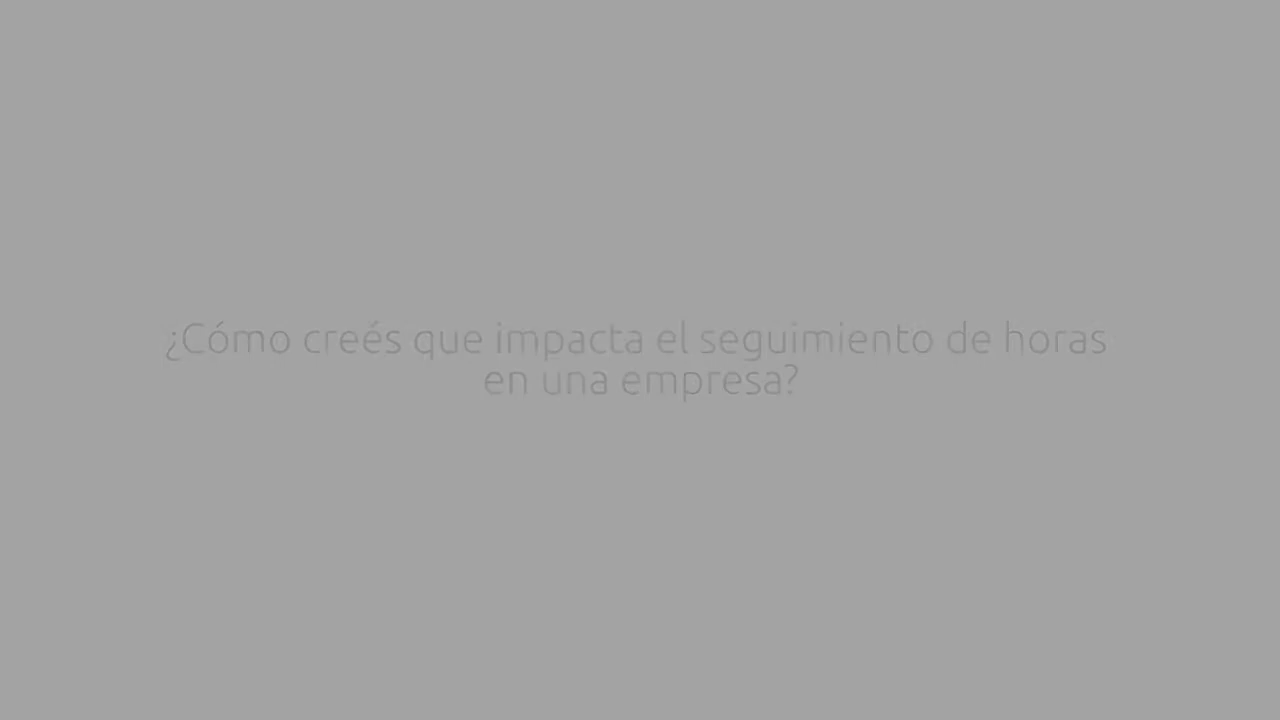 ¿Cómo creés que impacta el seguimiento de horas
en una empresa?